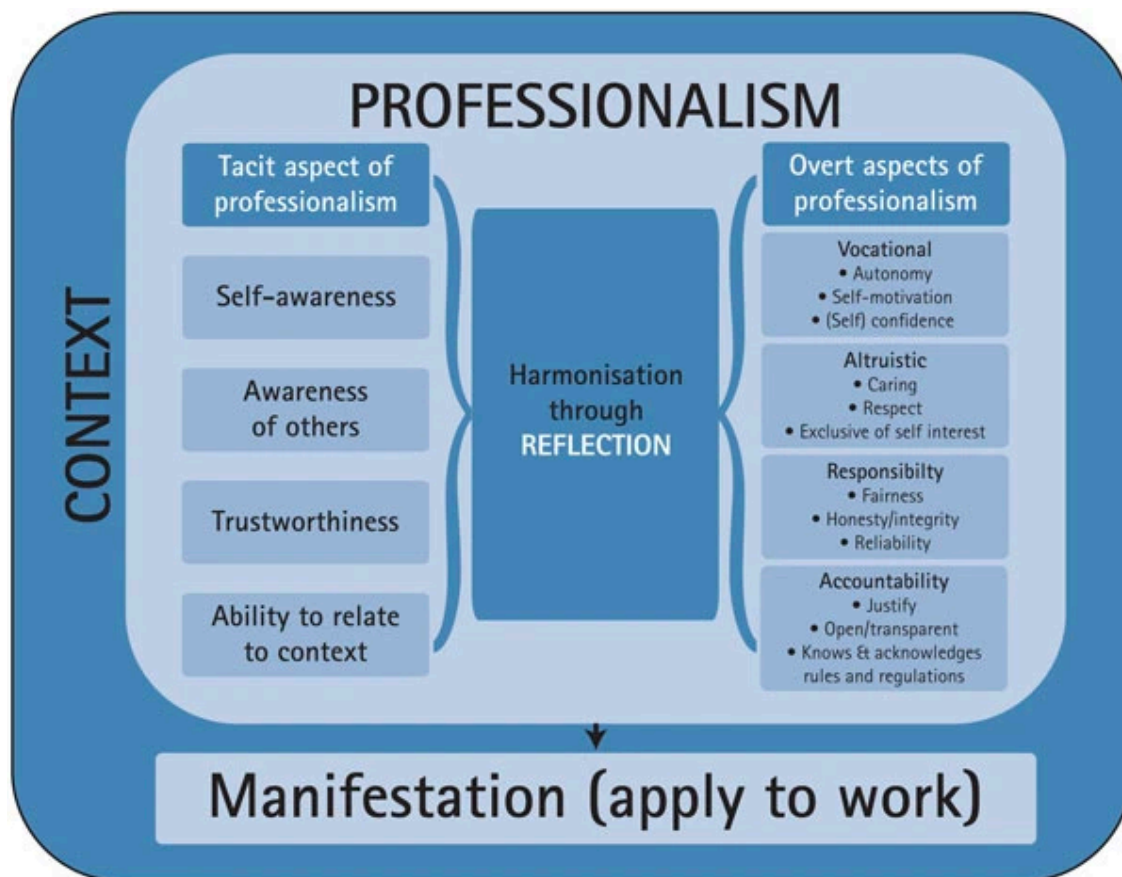 PROFESSIONALISM
CONTEXT
Tacit aspect of
professionalism
Self-awareness
Awareness
of others
Trustworthiness
Ability to relate
to context
Harmonisation
through
REFLECTION
Overt aspects of
professionalism
Vocational
• Autonomy
• Self-motivation
• (Self) confidence
Altruistic
• Caring
• Respect
• Exclusive of self interest
Responsibilty
• Fairness
• Honesty/integrity
• Reliability
Accountability
• Justify
• Open/transparent
• Knows & acknowledges
rules and regulations
Manifestation (apply to work)